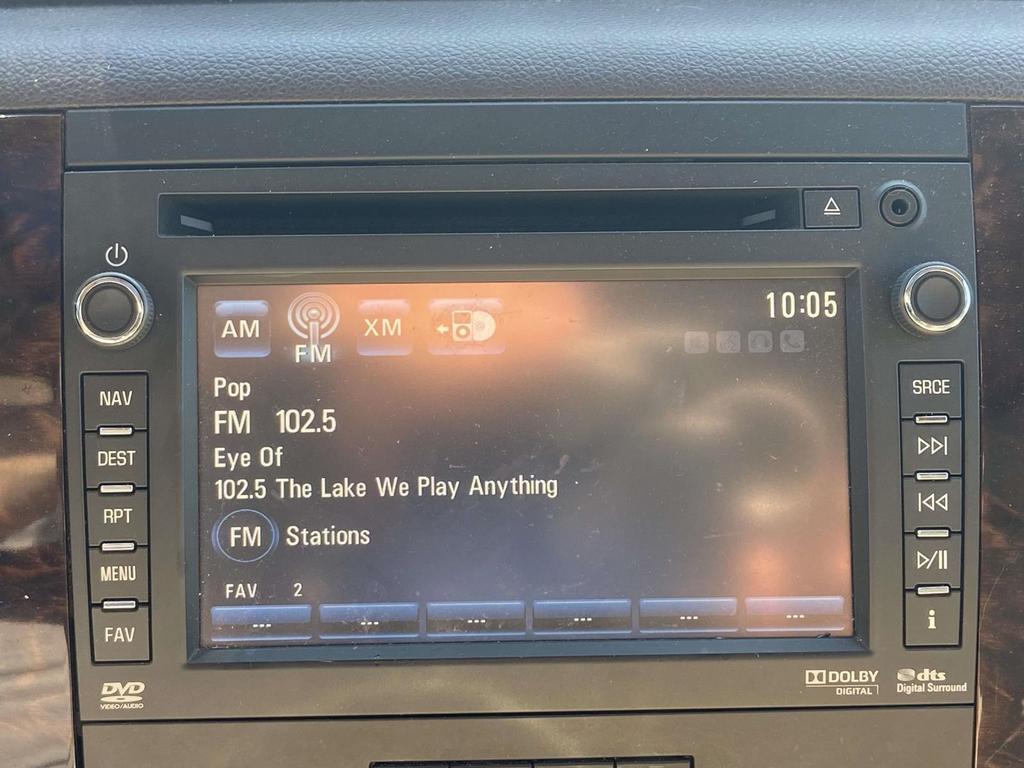 10:05
AM FM XM
Pop
FM 102.5
Eye Of
102.5 The Lake We Play Anything
FM Stations
FAV 2
--- --- --- --- --- ---
NAV
DEST
RPT
MENU
FAV
SRCE
i
DVD
VIDEO/AUDIO
DOLBY
DIGITAL
dts
Digital Surround